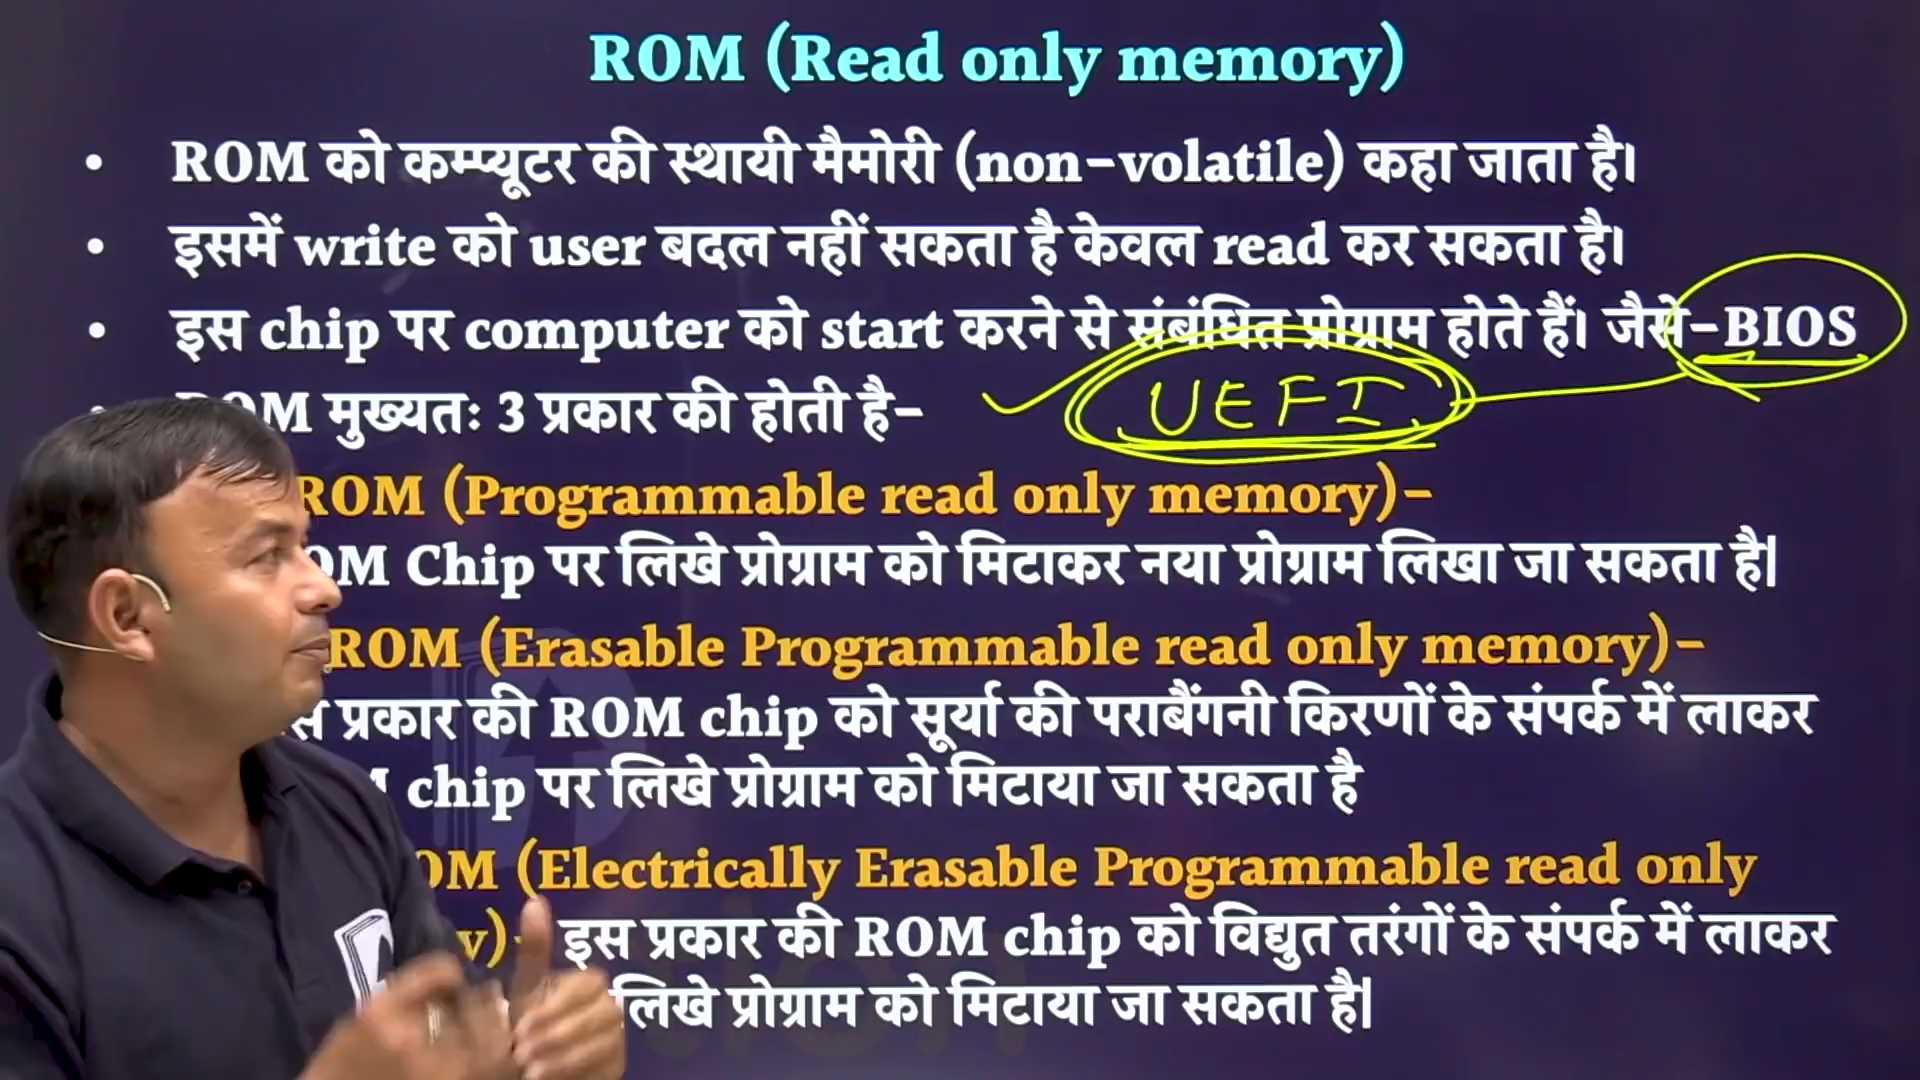 ROM (Read only memory)
• ROM को कम्प्यूटर की स्थायी मैमोरी (non-volatile) कहा जाता है।
• इसमें write को user बदल नहीं सकता है केवल read कर सकता है।
• इस chip पर computer को start करने से संबंधित प्रोग्राम होते हैं। जैसे-BIOS
ROM मुख्यतः 3 प्रकार की होती है-
UEFI
ROM (Programmable read only memory)-
OM Chip पर लिखे प्रोग्राम को मिटाकर नया प्रोग्राम लिखा जा सकता है|
ROM (Erasable Programmable read only memory)-
स प्रकार की ROM chip को सूर्या की पराबैंगनी किरणों के संपर्क में लाकर
M chip पर लिखे प्रोग्राम को मिटाया जा सकता है
OM (Electrically Erasable Programmable read only
y)- इस प्रकार की ROM chip को विद्युत तरंगों के संपर्क में लाकर
लिखे प्रोग्राम को मिटाया जा सकता है|